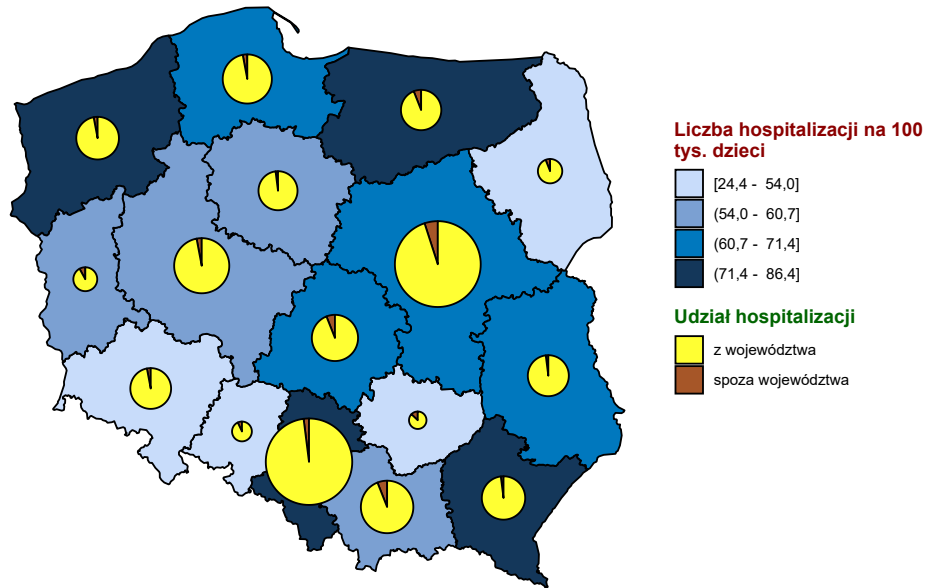 Liczba hospitalizacji na 100
tys. dzieci
[24,4 - 54,0]
(54,0 - 60,7]
(60,7 - 71,4]
(71,4 - 86,4]
Udział hospitalizacji
z województwa
spoza województwa